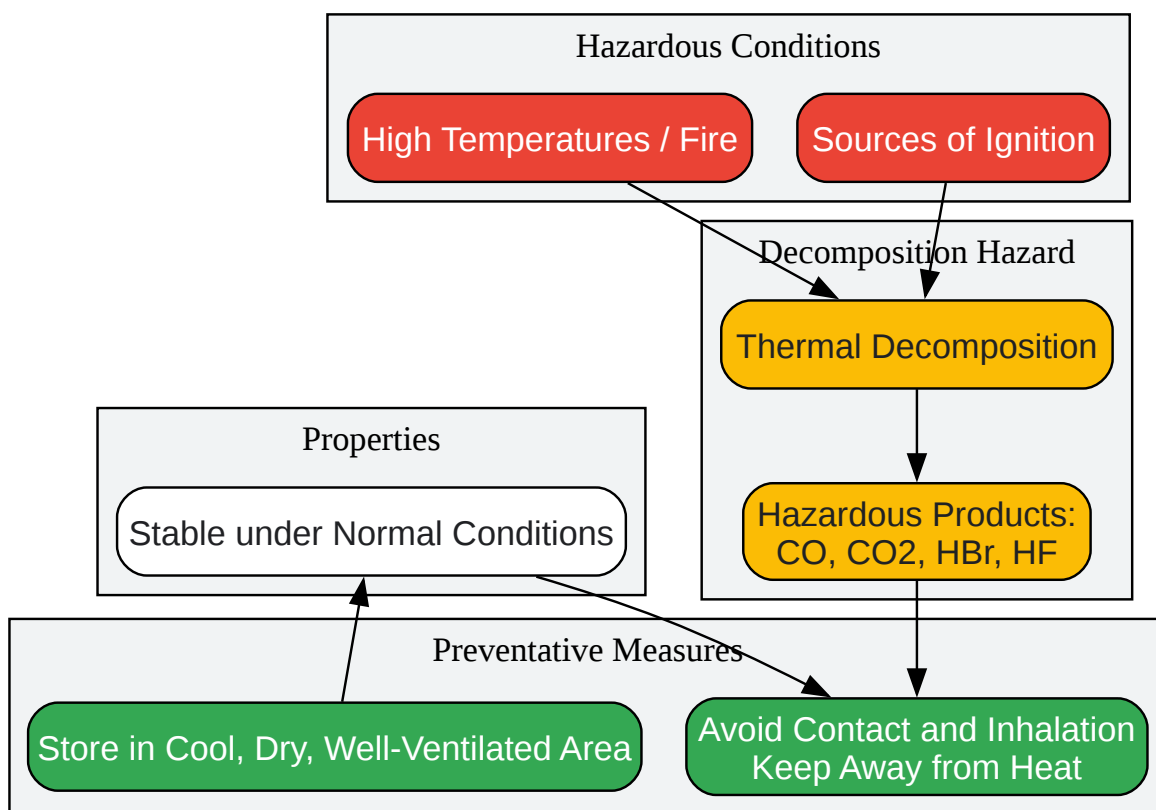 Hazardous Conditions
High Temperatures / Fire
Sources of Ignition
Decomposition Hazard
Thermal Decomposition
Properties
Stable under Normal Conditions
Hazardous Products:
CO, CO2, HBr, HF
Preventative Measures
Store in Cool, Dry, Well-Ventilated Area
Avoid Contact and Inhalation
Keep Away from Heat